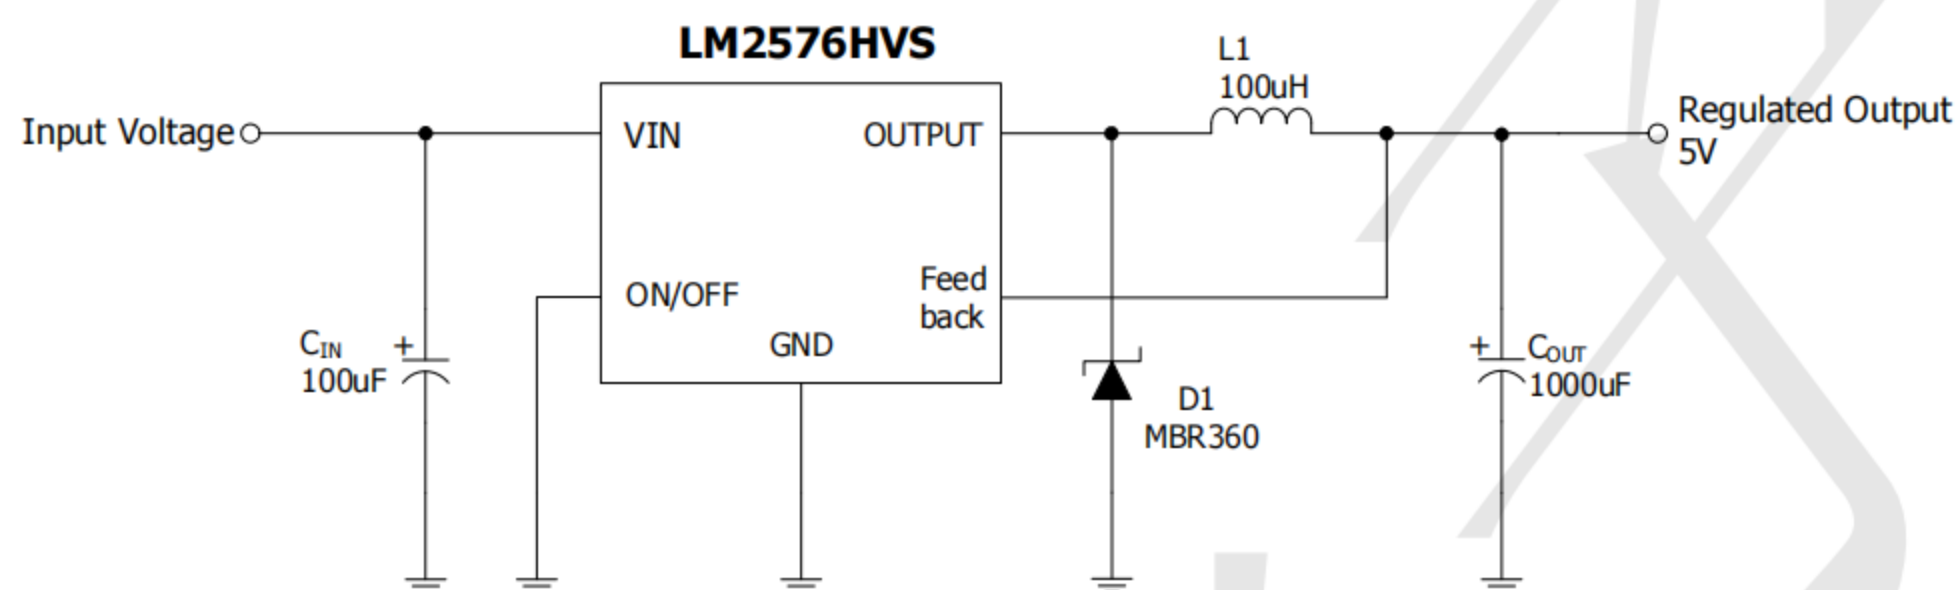 LM2576HVS
L1
100uH
Input Voltage
VIN
OUTPUT
Regulated Output
5V
ON/OFF
Feed
back
GND
CIN
+
100uF
D1
MBR360
+
COUT
1000uF